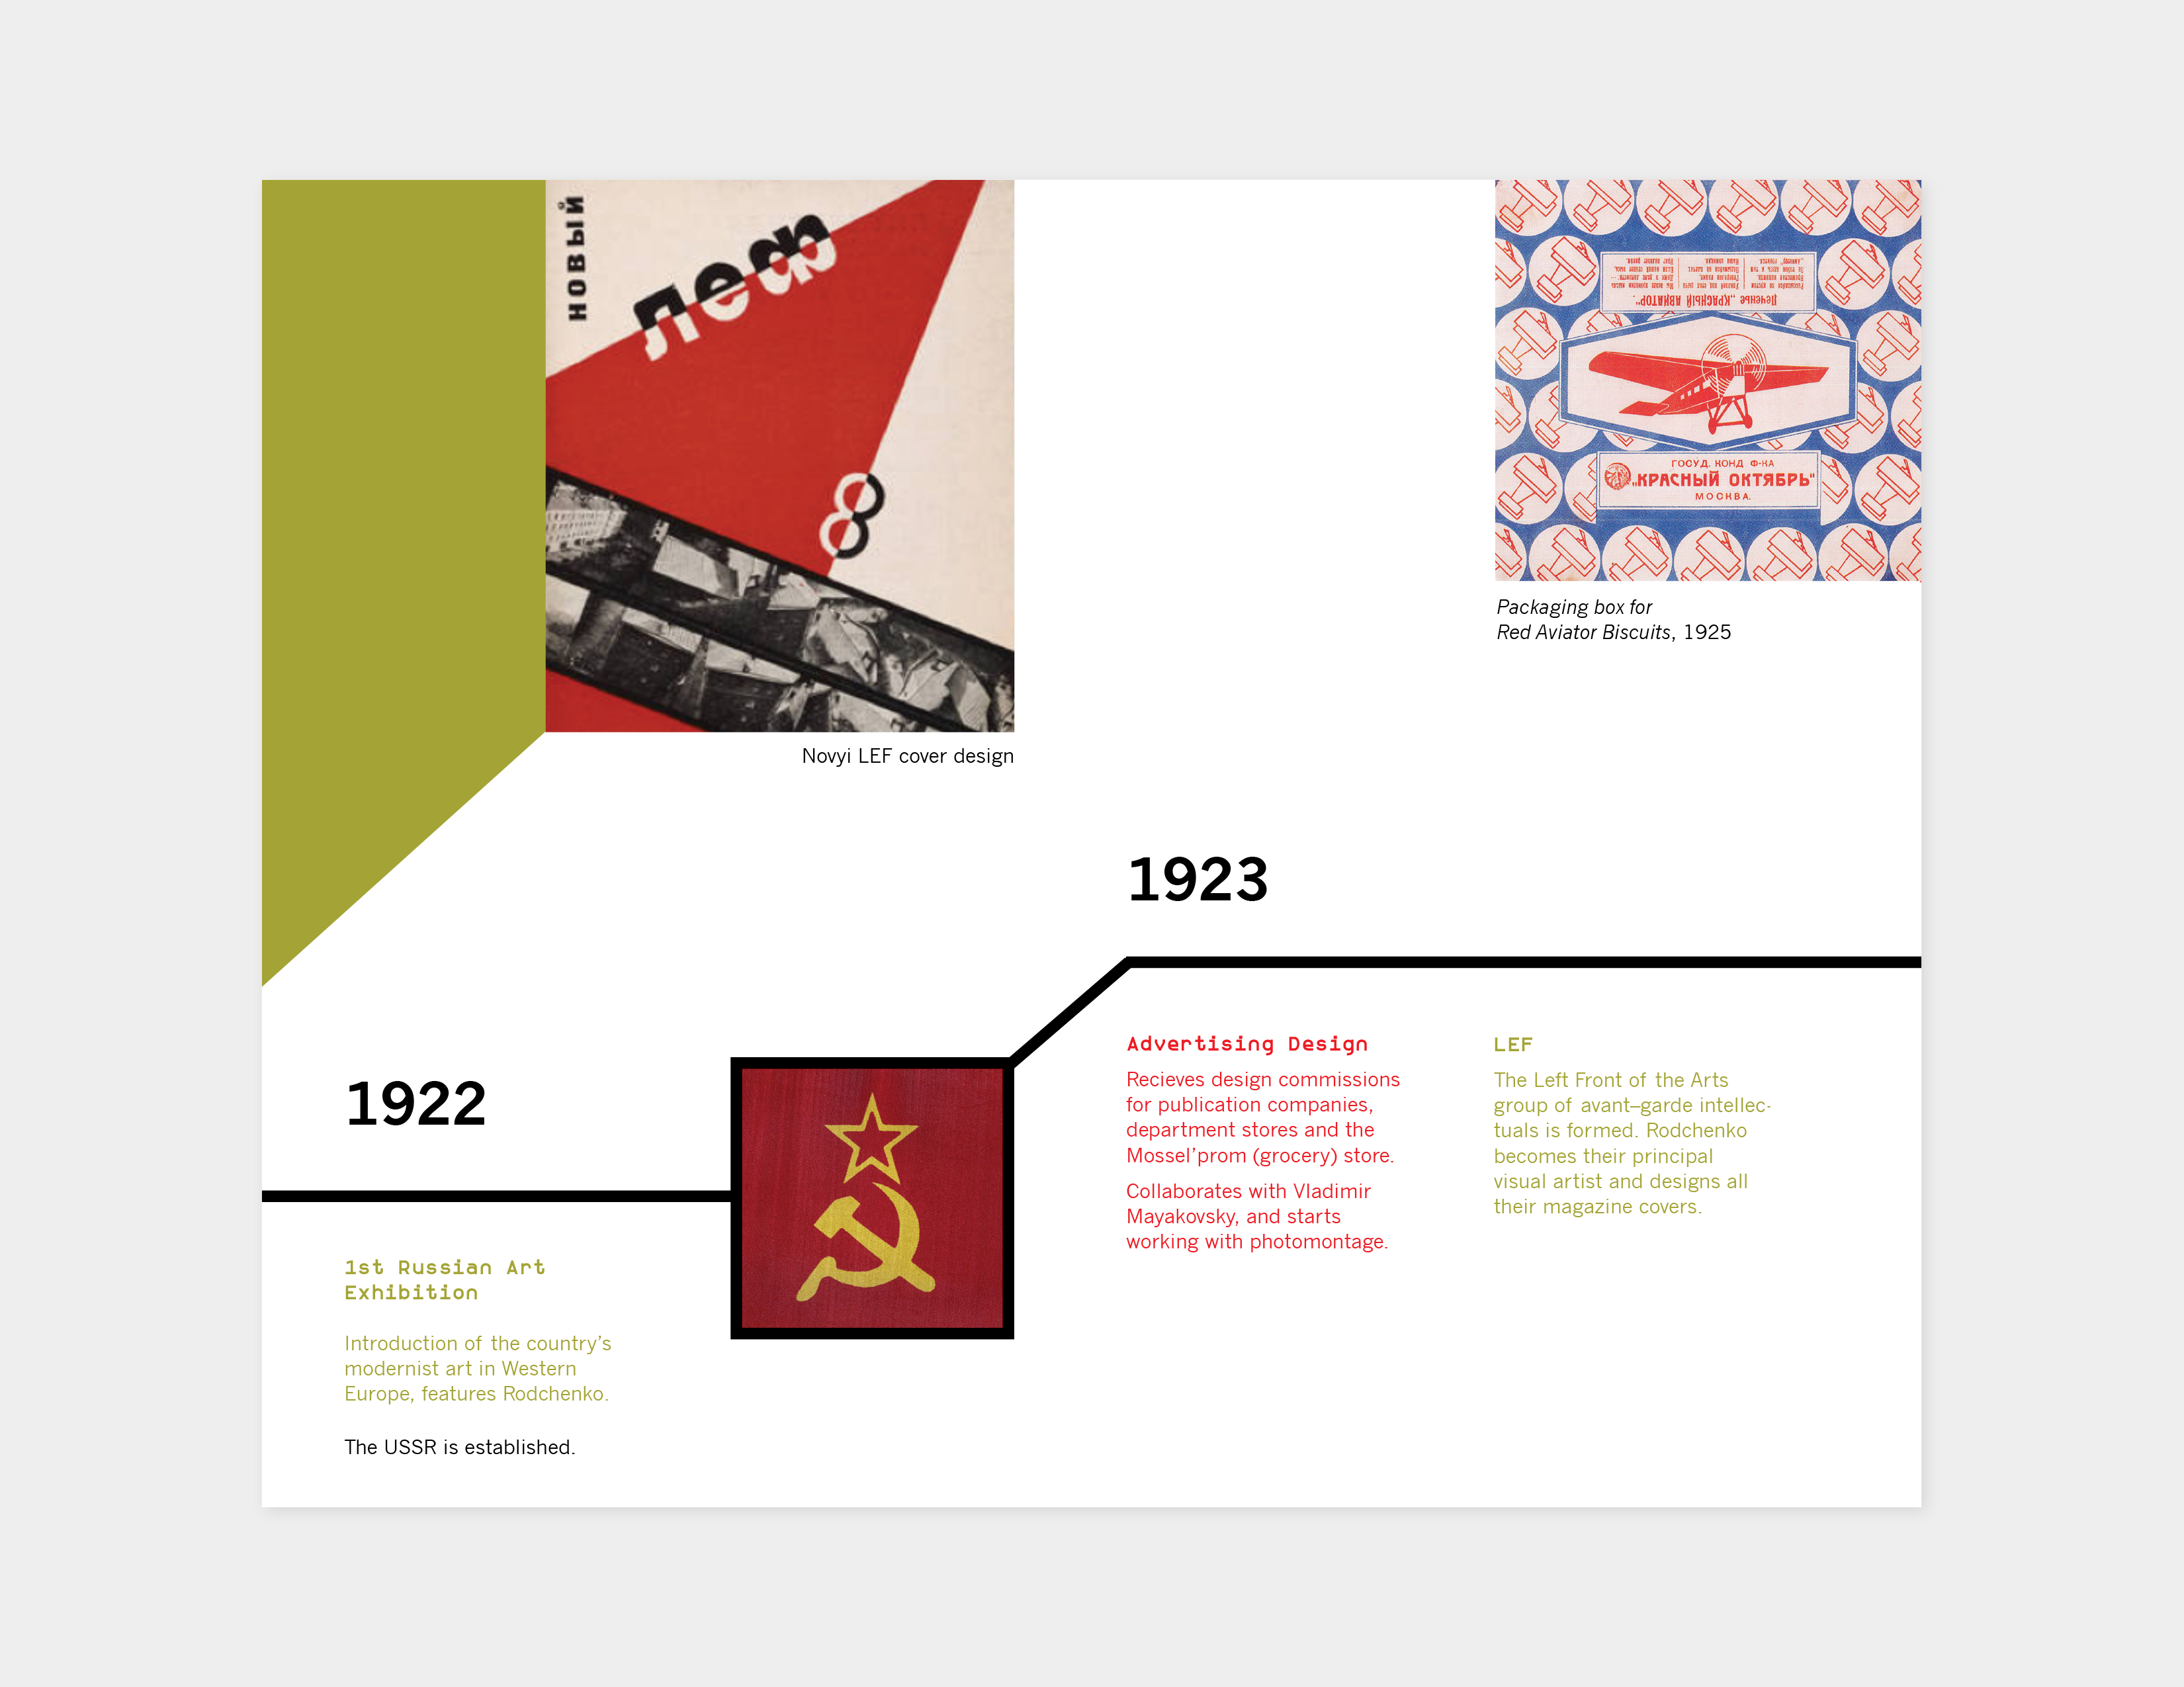 НОВЫЙ
леф
8
Novyi LEF cover design
Печенье „КРАСНЫЙ АВИАТОР".
ГОСУД. КОНД Ф-КА
„КРАСНЫЙ ОКТЯБРЬ"
МОСКВА.
Packaging box for
Red Aviator Biscuits, 1925
1922
1st Russian Art
Exhibition
Introduction of the country's
modernist art in Western
Europe, features Rodchenko.
The USSR is established.
1923
Advertising Design
Recieves design commissions
for publication companies,
department stores and the
Mossel'prom (grocery) store.
Collaborates with Vladimir
Mayakovsky, and starts
working with photomontage.
LEF
The Left Front of the Arts
group of avant–garde intellec-
tuals is formed. Rodchenko
becomes their principal
visual artist and designs all
their magazine covers.